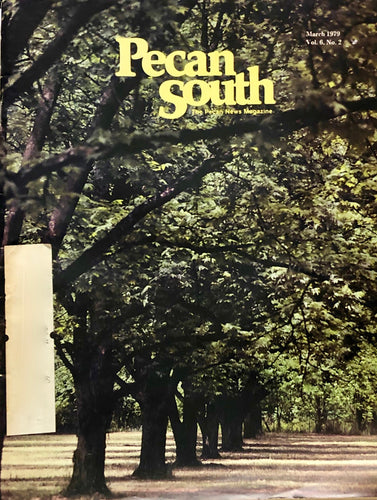 March 1979
Vol. 6, No. 2
Pecan
South
The Pecan News Magazine